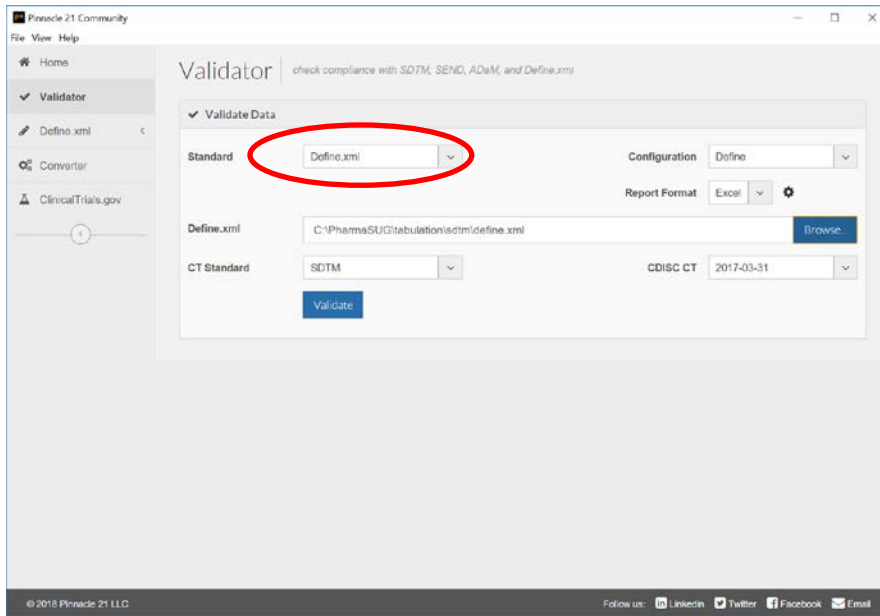 Pinnacle 21 Community
File View Help
Home
Validator
Define.xml
Converter
ClinicalTrials.gov
Validator check compliance with SDTM, SEND, ADaM, and Define.xml
Validate Data
Standard Define.xml Configuration Define
Report Format Excel
Define.xml C:\PharmaSUG\tabulation\sdtm\define.xml Browse..
CT Standard SDTM CDISC CT 2017-03-31
Validate
© 2018 Pinnacle 21 LLC Follow us: Linkedin Twitter Facebook Email